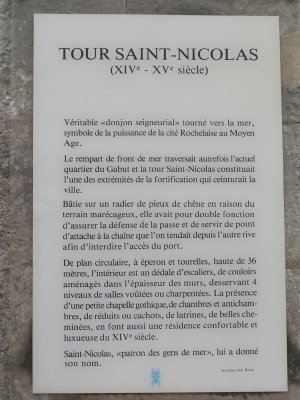 TOUR SAINT-NICOLAS
(XIVe - XVe siècle)
Véritable «donjon seigneurial» tourné vers la mer,
symbole de la puissance de la cité Rochelaise au Moyen
Age.
Le rempart de front de mer traversait autrefois l'actuel
quartier du Gabut et la tour Saint-Nicolas constituait
l'une des extrémités de la fortification qui ceinturait la
ville.
Bâtie sur un radier de pieux de chêne en raison du
terrain marécageux, elle avait pour double fonction
d'assurer la défense de la passe et de servir de point
d'attache à la chaîne que l'on tendait depuis l'autre rive
afin d'interdire l'accès du port.
De plan circulaire, à éperon et tourelles, haute de 36
mètres, l'intérieur est un dédale d'escaliers, de couloirs
aménagés dans l'épaisseur des murs, desservant 4
niveaux de salles voûtées ou charpentées. La présence
d'une petite chapelle gothique,de chambres et anticham-
bres, de réduits ou cachots, de latrines, de belles che-
minées, en font aussi une résidence confortable et
luxueuse du XIVe siècle.
Saint-Nicolas, «patron des gens de mer», lui a donné
son nom.